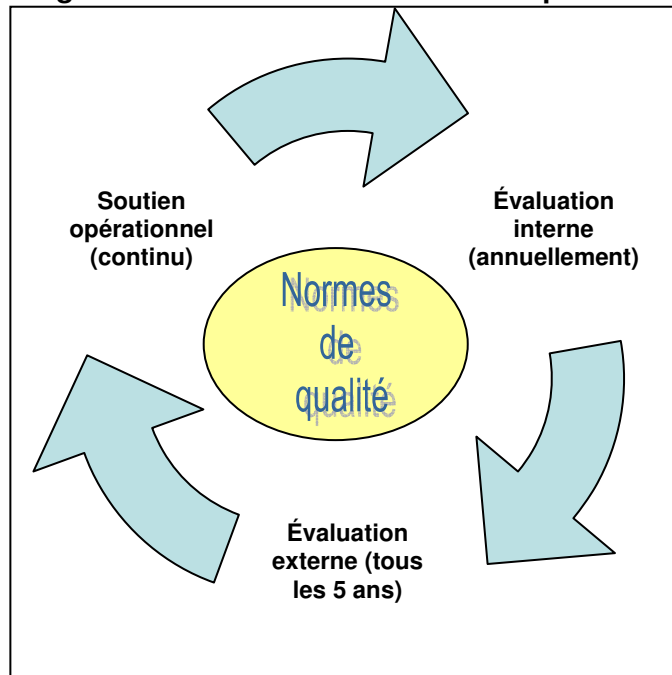 Soutien
opérationnel
(continu)
Évaluation
interne
(annuellement)
Normes
de
qualité
Évaluation
externe (tous
les 5 ans)